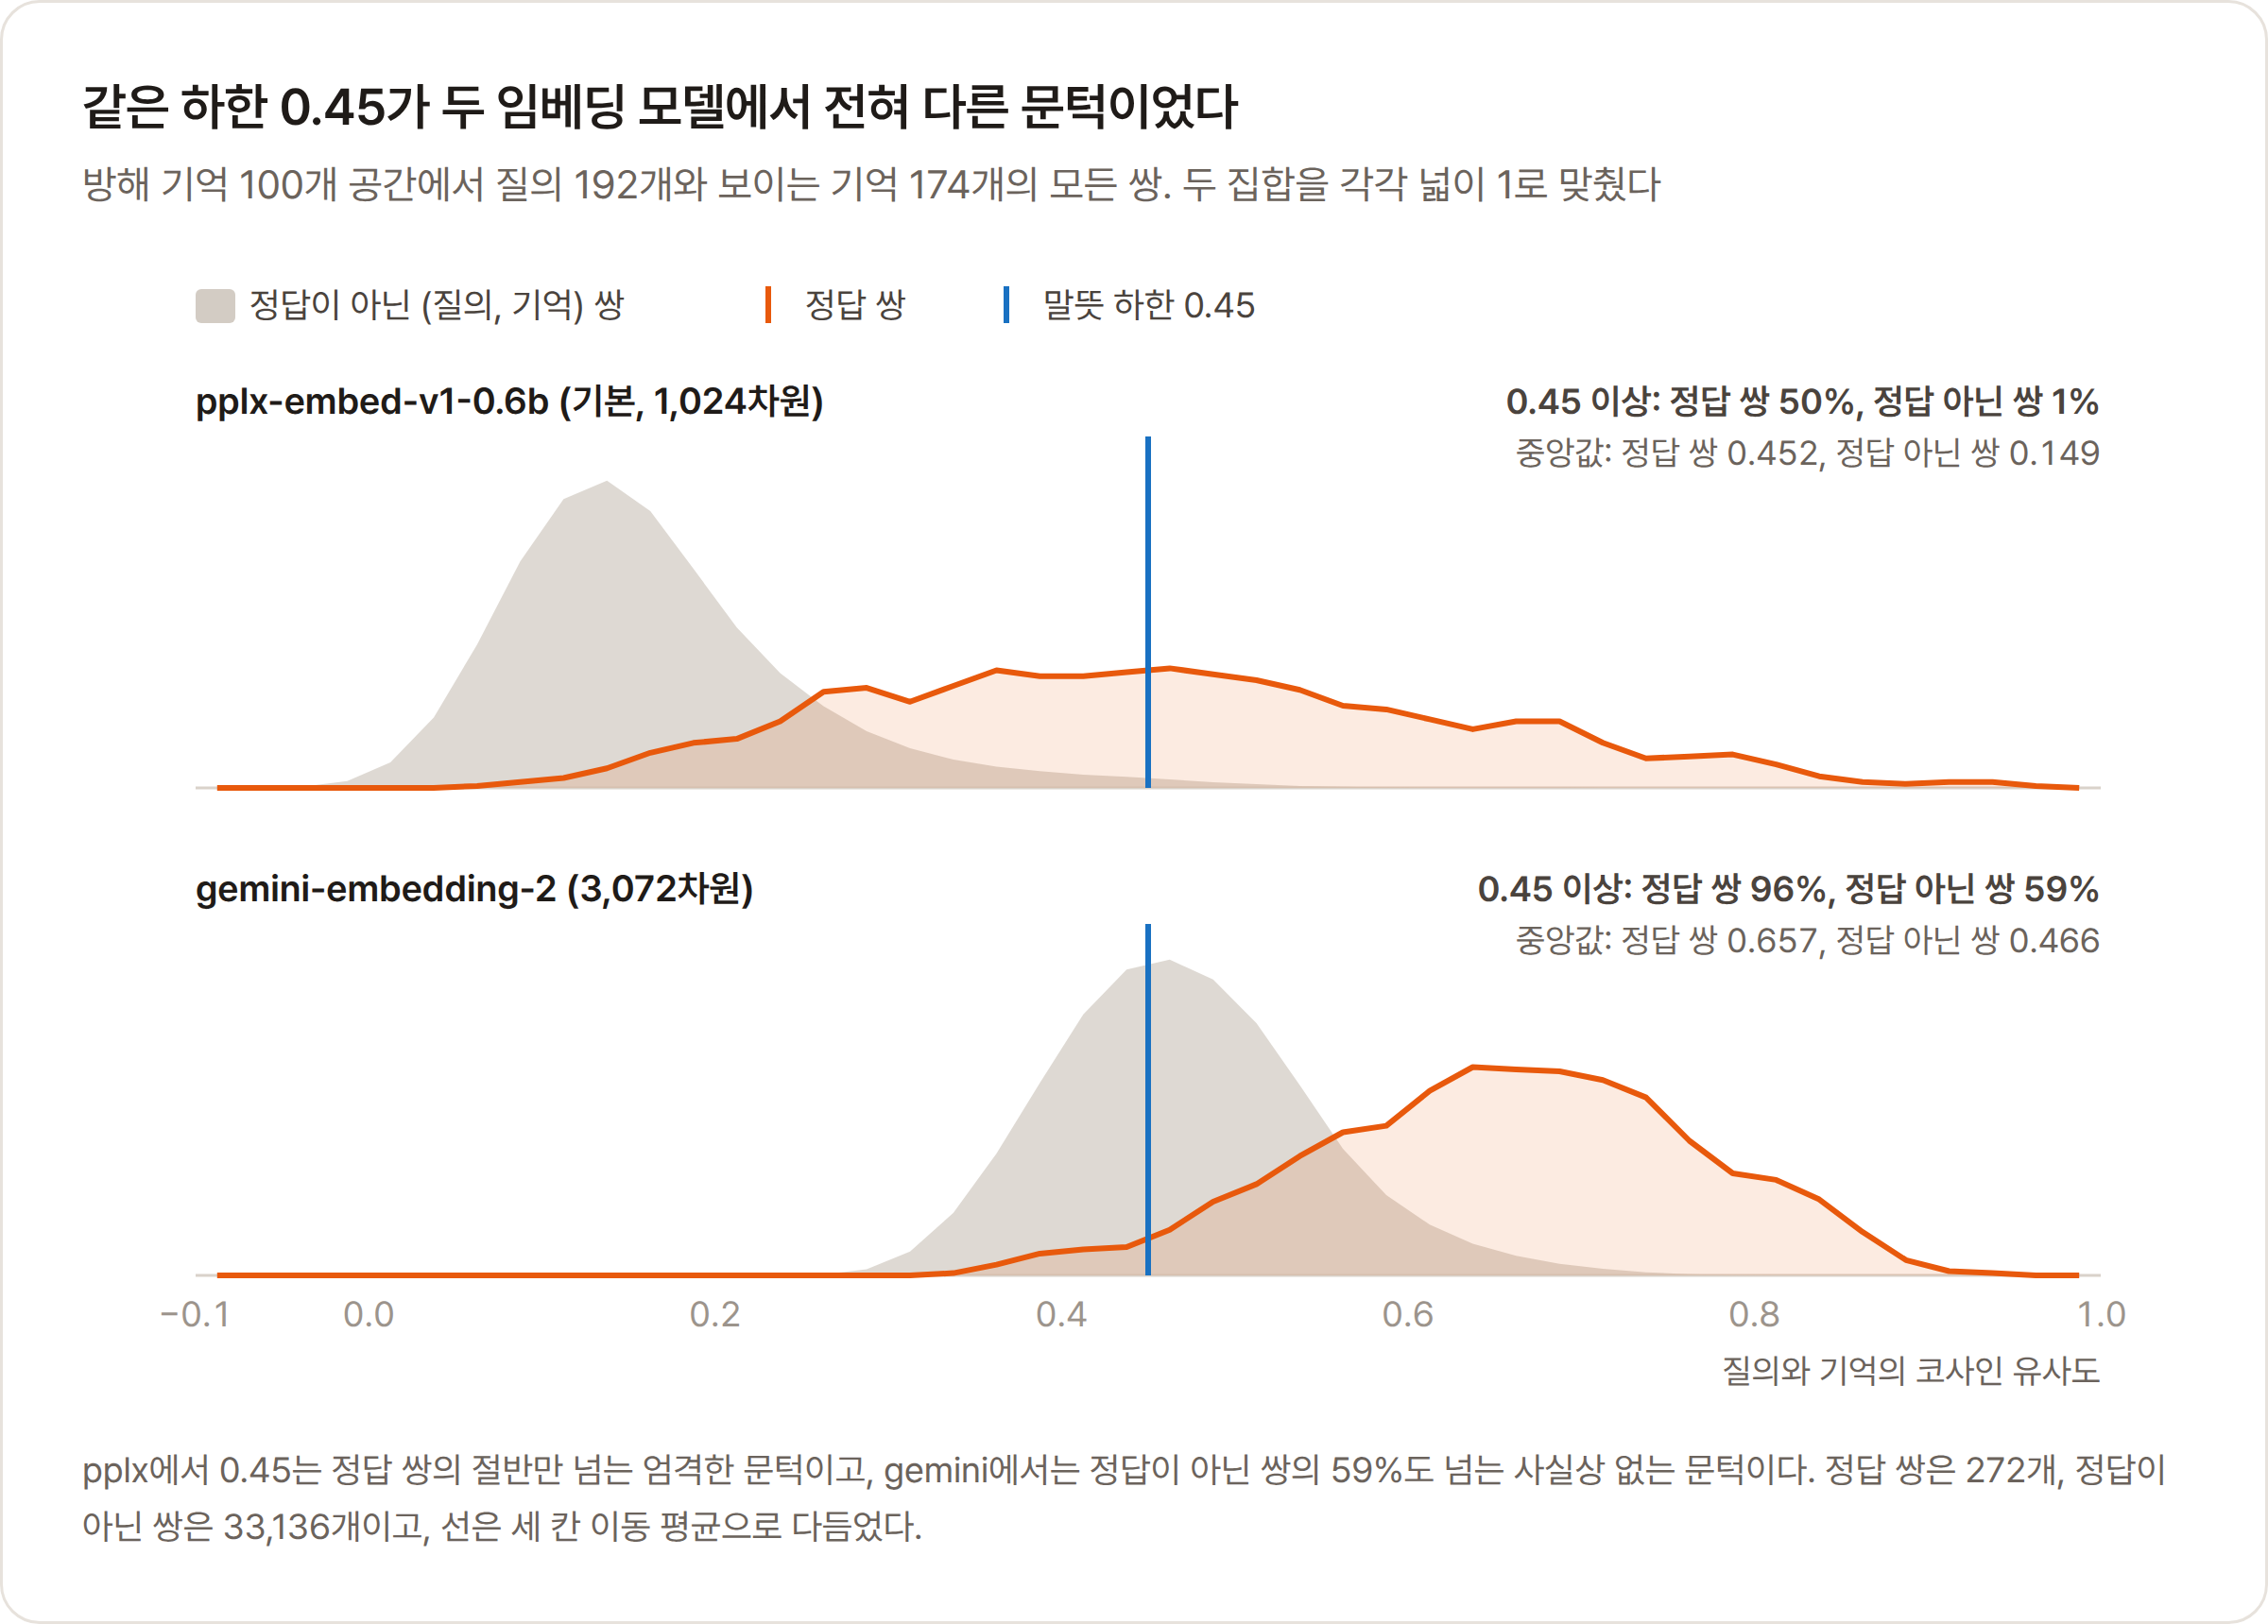 같은 하한 0.45가 두 임베딩 모델에서 전혀 다른 문턱이었다
방해 기억 100개 공간에서 질의 192개와 보이는 기억 174개의 모든 쌍. 두 집합을 각각 넓이 1로 맞췄다
정답이 아닌 (질의, 기억) 쌍
정답 쌍
말뜻 하한 0.45
pplx-embed-v1-0.6b (기본, 1,024차원)
0.45 이상: 정답 쌍 50%, 정답 아닌 쌍 1%
중앙값: 정답 쌍 0.452, 정답 아닌 쌍 0.149
gemini-embedding-2 (3,072차원)
0.45 이상: 정답 쌍 96%, 정답 아닌 쌍 59%
중앙값: 정답 쌍 0.657, 정답 아닌 쌍 0.466
−0.1 0.0 0.2 0.4 0.6 0.8 1.0
질의와 기억의 코사인 유사도
pplx에서 0.45는 정답 쌍의 절반만 넘는 엄격한 문턱이고, gemini에서는 정답이 아닌 쌍의 59%도 넘는 사실상 없는 문턱이다. 정답 쌍은 272개, 정답이
아닌 쌍은 33,136개이고, 선은 세 칸 이동 평균으로 다듬었다.